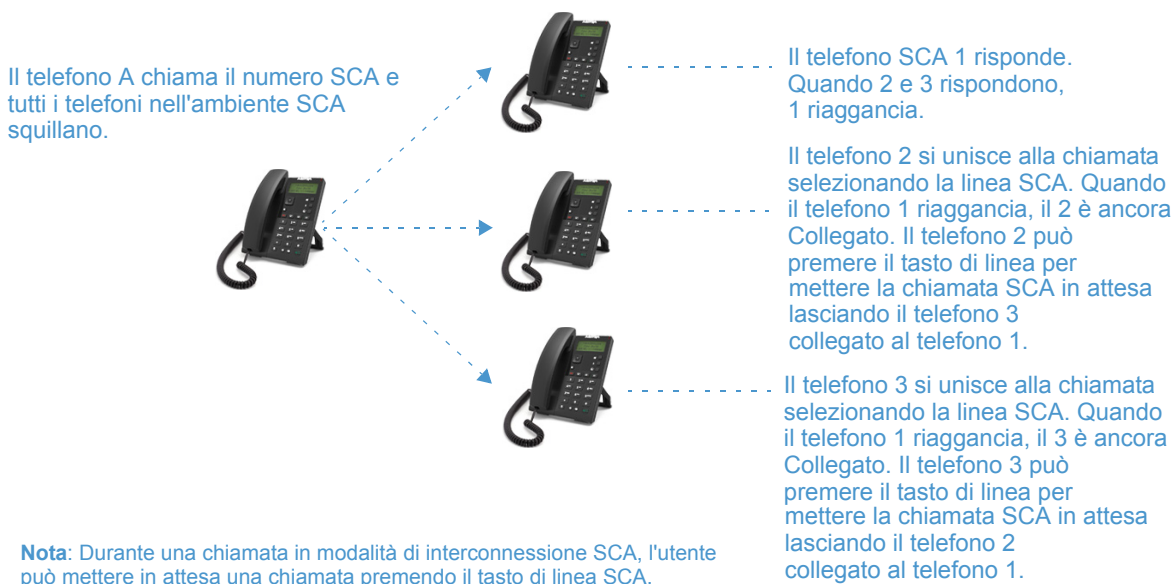 Il telefono A chiama il numero SCA e
tutti i telefoni nell'ambiente SCA
squillano.
Il telefono SCA 1 risponde.
Quando 2 e 3 rispondono,
1 riaggancia.
Il telefono 2 si unisce alla chiamata
selezionando la linea SCA. Quando
il telefono 1 riaggancia, il 2 è ancora
Collegato. Il telefono 2 può
premere il tasto di linea per
mettere la chiamata SCA in attesa
lasciando il telefono 3
collegato al telefono 1.
Il telefono 3 si unisce alla chiamata
selezionando la linea SCA. Quando
il telefono 1 riaggancia, il 3 è ancora
Collegato. Il telefono 3 può
premere il tasto di linea per
mettere la chiamata SCA in attesa
lasciando il telefono 2
collegato al telefono 1.
Nota: Durante una chiamata in modalità di interconnessione SCA, l'utente
può mettere in attesa una chiamata premendo il tasto di linea SCA.